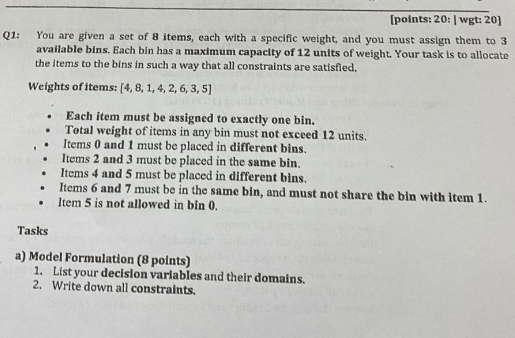 [points: 20: | wgt: 20]
Q1: You are given a set of 8 items, each with a specific weight, and you must assign them to 3
available bins. Each bin has a maximum capacity of 12 units of weight. Your task is to allocate
the items to the bins in such a way that all constraints are satisfied.
Weights of items: [4, 8, 1, 4, 2, 6, 3, 5]
• Each item must be assigned to exactly one bin.
• Total weight of items in any bin must not exceed 12 units.
• Items 0 and 1 must be placed in different bins.
• Items 2 and 3 must be placed in the same bin.
• Items 4 and 5 must be placed in different bins.
• Items 6 and 7 must be in the same bin, and must not share the bin with item 1.
• Item 5 is not allowed in bin 0.
Tasks
a) Model Formulation (8 points)
1. List your decision variables and their domains.
2. Write down all constraints.